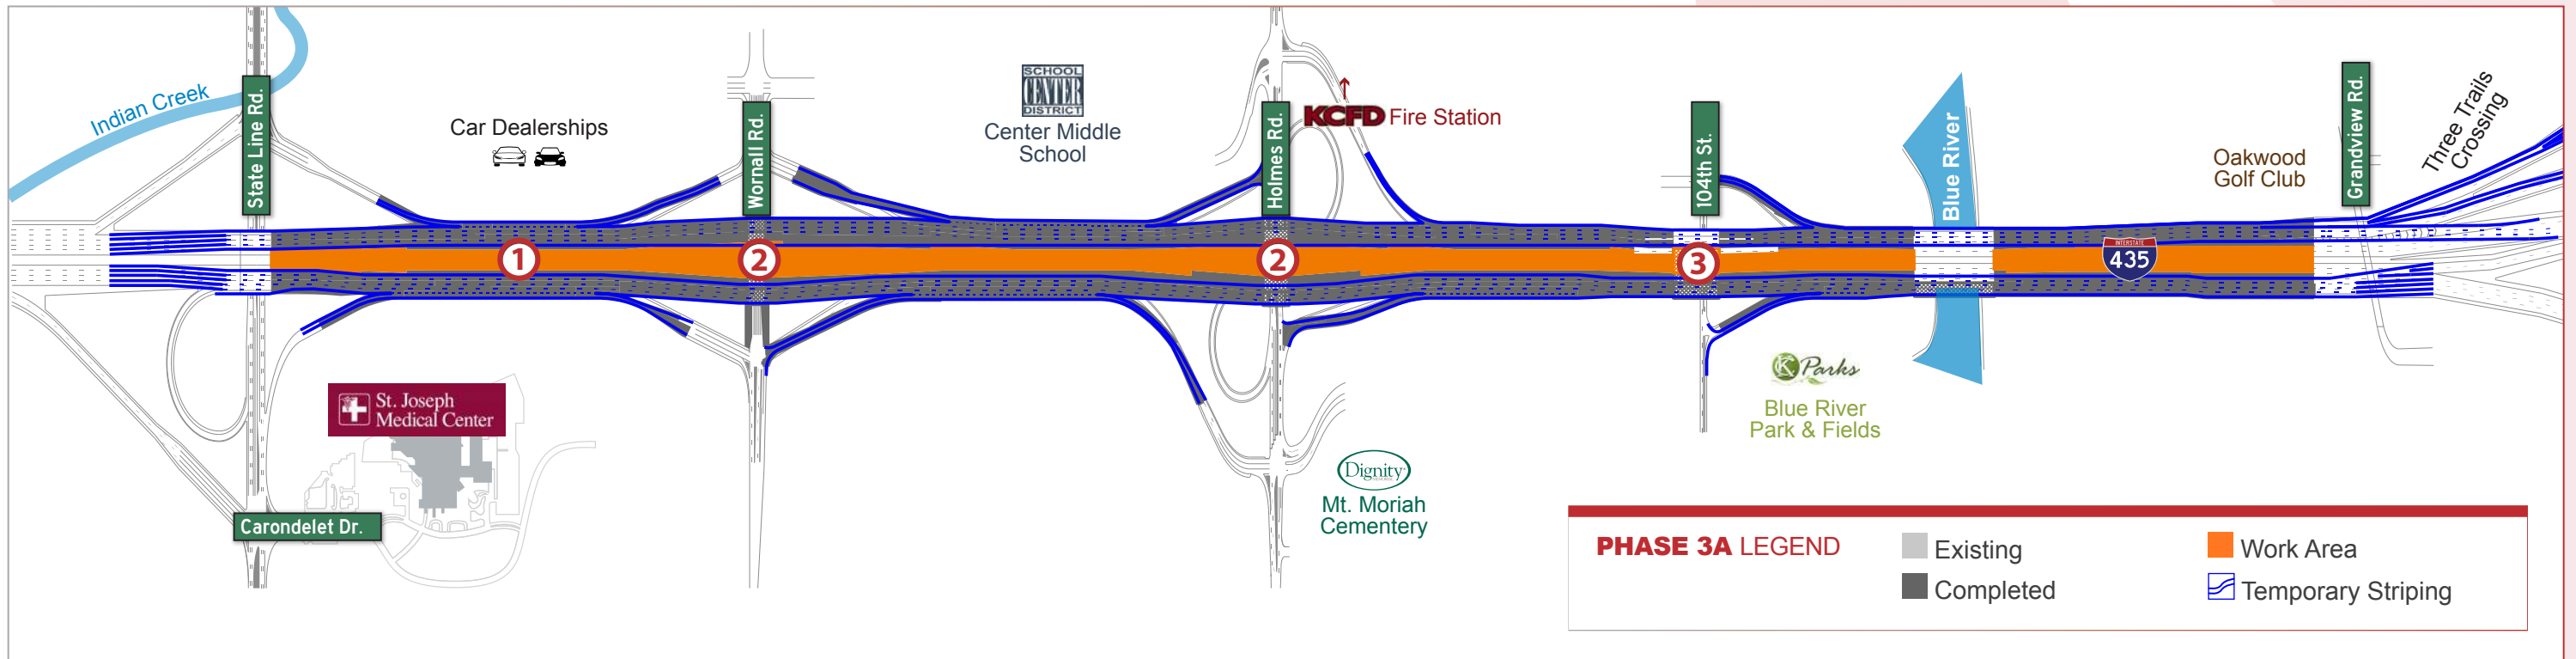 Indian Creek
State Line Rd.
Car Dealerships
1
Wornall Rd.
2
SCHOOL
CENTER
DISTRICT
Center Middle
School
Holmes Rd.
2
KCFD Fire Station
104th St.
3
Blue River
Oakwood
Golf Club
INTERSTATE
435
Grandview Rd.
Three Trails
Crossing
St. Joseph
Medical Center
Carondelet Dr.
Dignity
Mt. Moriah
Cementery
KC Parks
Blue River
Park & Fields
PHASE 3A LEGEND
Existing
Completed
Work Area
Temporary Striping